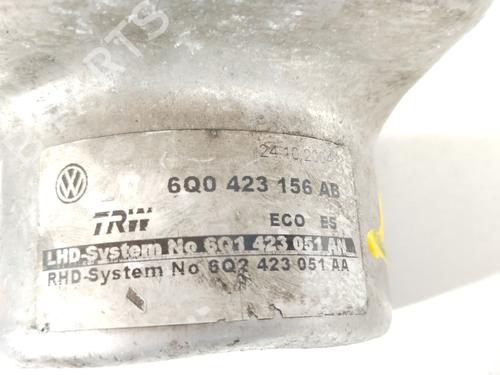 PARTS
24.10.2004
6Q0 423 156 AB
TRW ECO E5
LHD-System No 6Q1 423 051 AN
RHD-System No 6Q2 423 051 AA